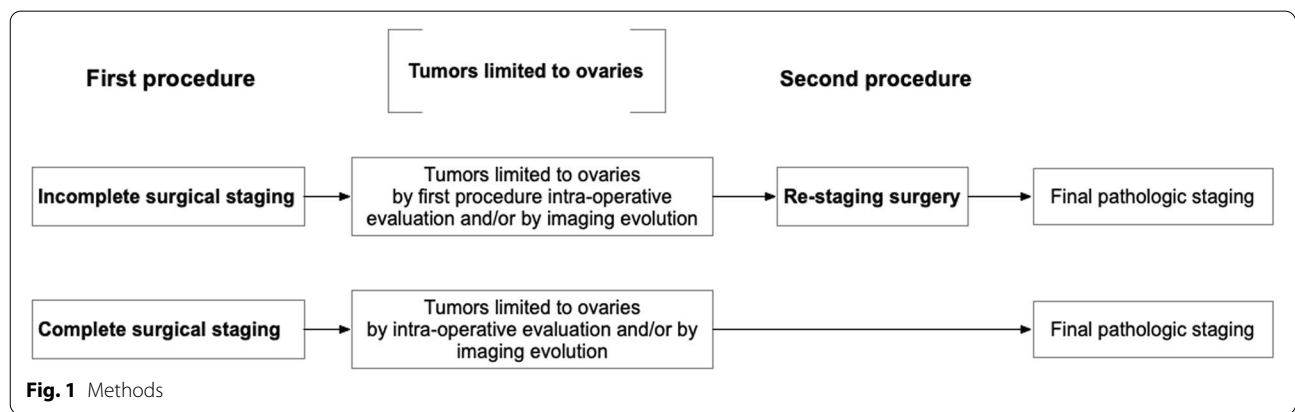 First procedure
Tumors limited to ovaries
Second procedure
Incomplete surgical staging
Tumors limited to ovaries
by first procedure intra-operative
evaluation and/or by imaging evolution
Re-staging surgery
Final pathologic staging
Complete surgical staging
Tumors limited to ovaries
by intra-operative evaluation and/or by
imaging evolution
Final pathologic staging
Fig. 1 Methods